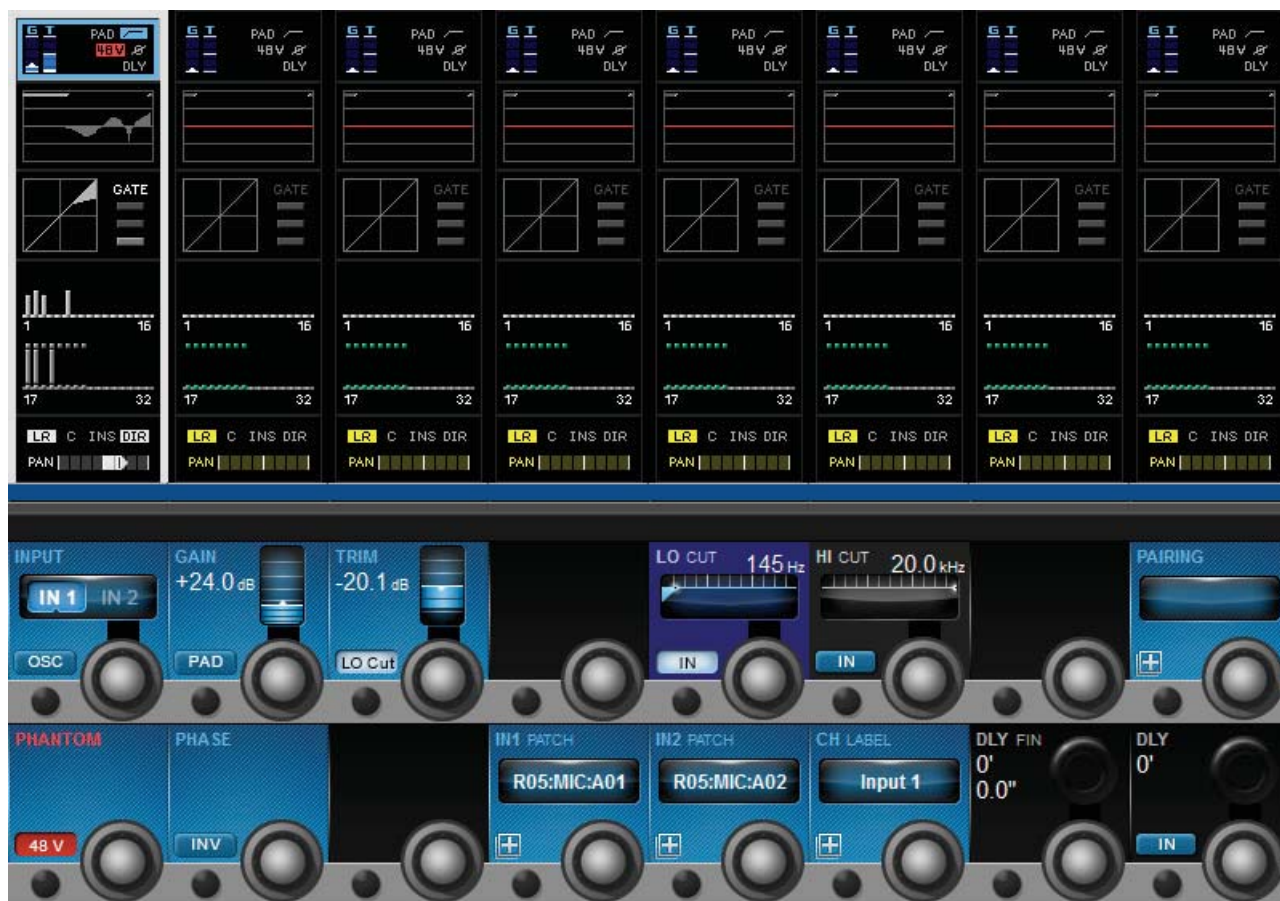 G T PAD G T PAD G T PAD G T PAD G T PAD G T PAD G T PAD G T PAD
48V 48V 48V 48V 48V 48V 48V 48V
DLY DLY DLY DLY DLY DLY DLY DLY
GATE GATE GATE GATE GATE GATE GATE GATE
1 16 1 16 1 16 1 16 1 16 1 16 1 16 1 16
17 32 17 32 17 32 17 32 17 32 17 32 17 32 17 32
LR C INS DIR LR C INS DIR LR C INS DIR LR C INS DIR LR C INS DIR LR C INS DIR LR C INS DIR LR C INS DIR
PAN PAN PAN PAN PAN PAN PAN PAN
INPUT GAIN TRIM LO CUT 145 Hz HI CUT 20.0 kHz PAIRING
+24.0 dB -20.1 dB
IN 1 IN 2
OSC PAD LO Cut IN IN
PHANTOM PHASE IN1 PATCH IN2 PATCH CH LABEL DLY FIN DLY
0' 0'
R05:MIC:A01 R05:MIC:A02 Input 1 0.0"
48 V INV IN